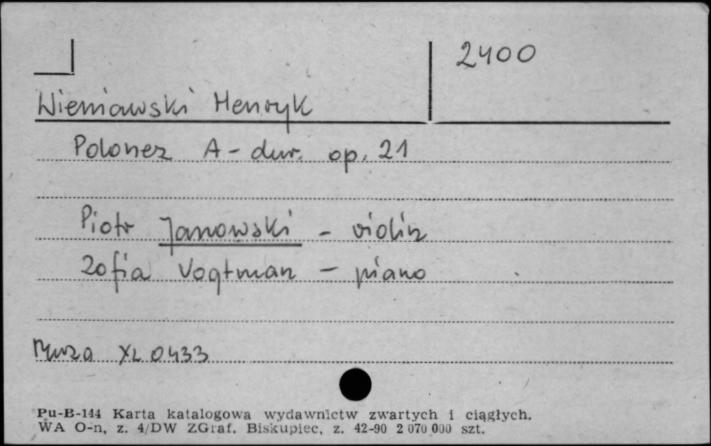 2400
Wieniawski Henryk
Polonez A-dur. op. 21
Piotr Janowski - violin
Zofia Vogtman - piano
Muza XL 0433
Pu-B-144 Karta katalogowa wydawnictw zwartych i ciągłych.
WA O-n, z. 4/DW ZGraf. Biskupiec, z. 42-90 2 070 000 szt.